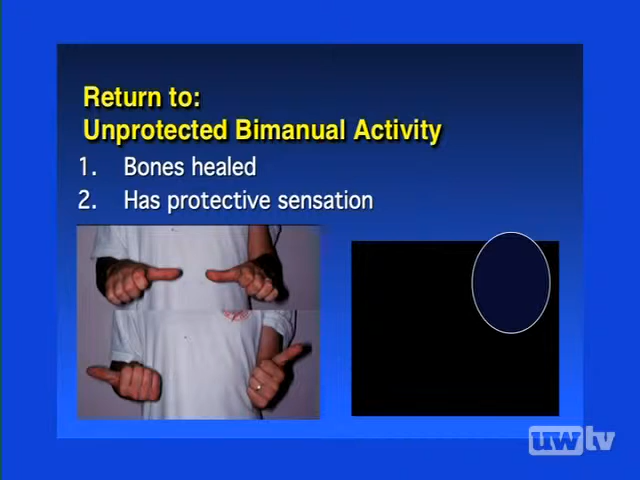 Return to:
Unprotected Bimanual Activity
1. Bones healed
2. Has protective sensation
uwtv